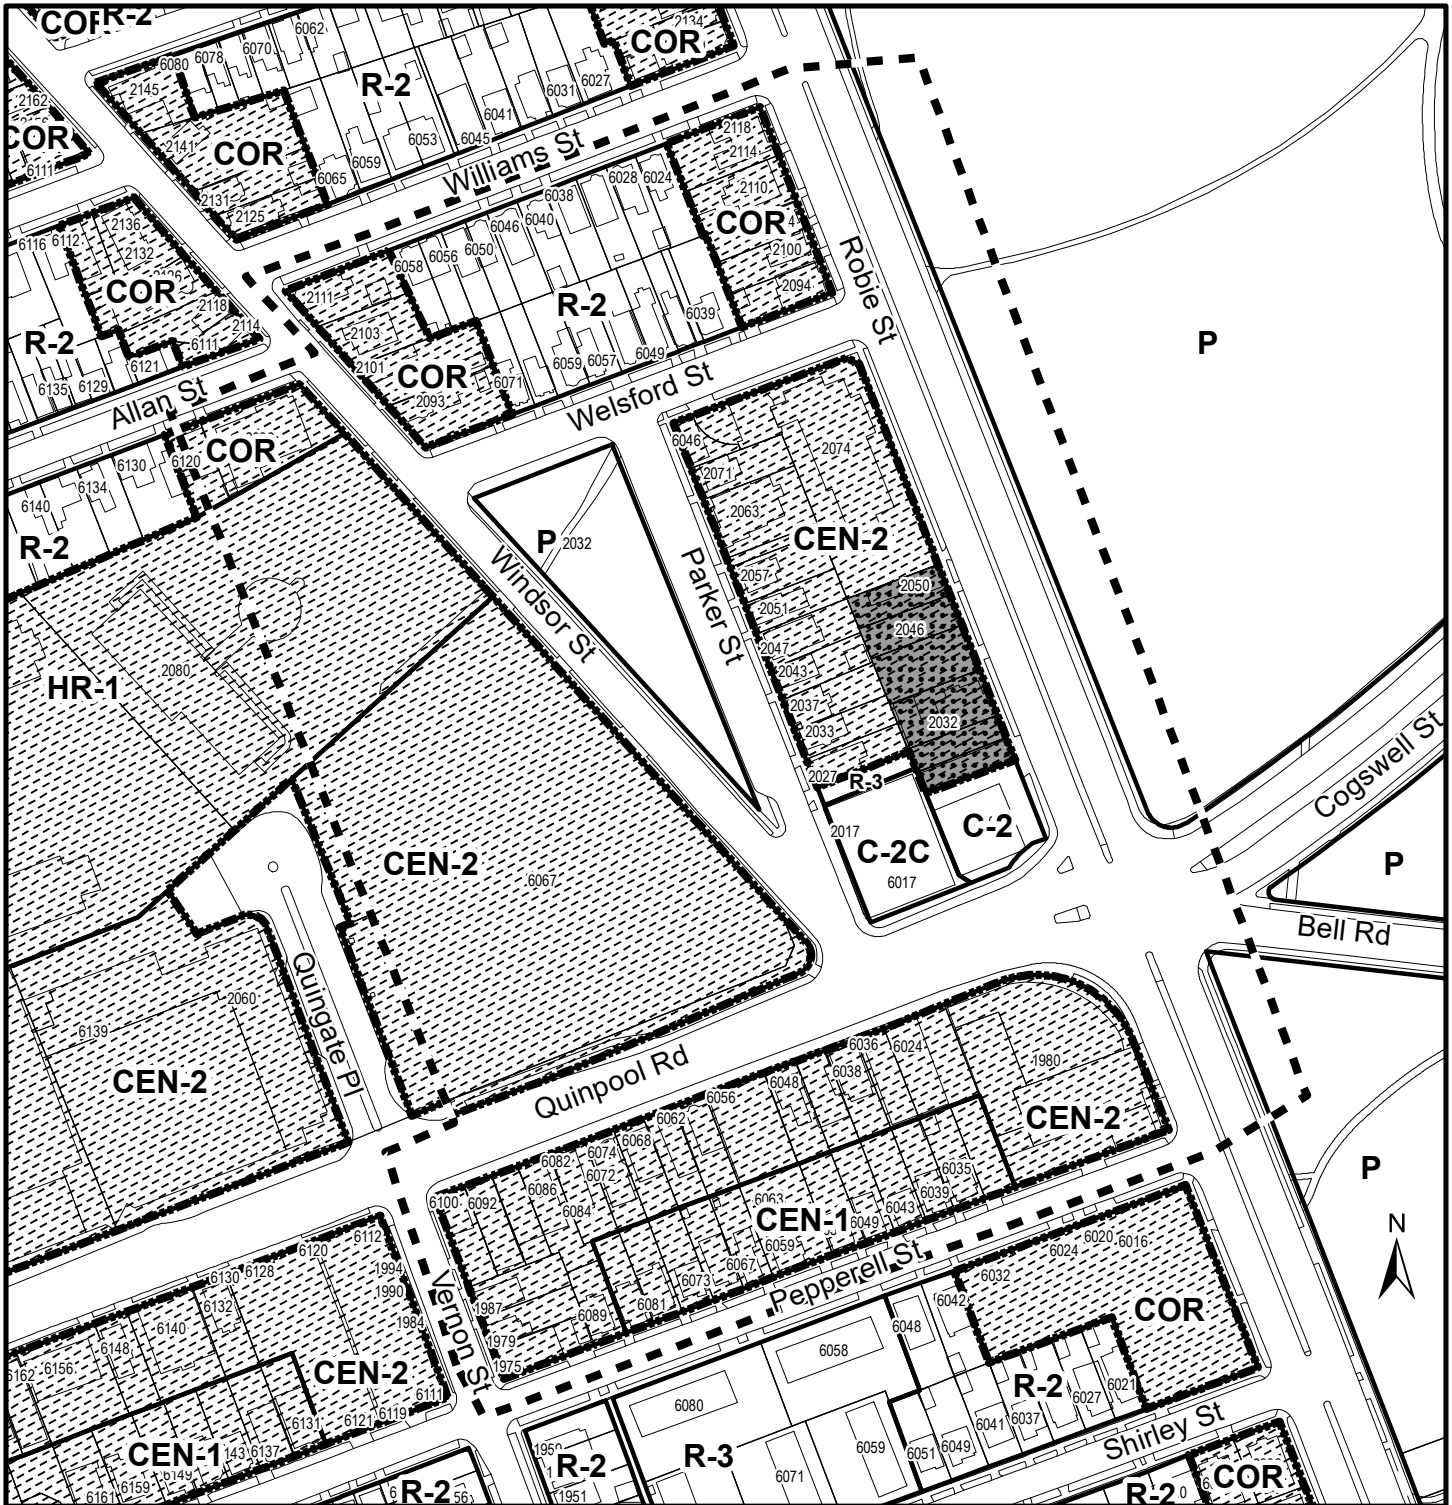 COR
R-2
6062
2134
6070
6078
6080
COR
2145
R-2
6027
6031
2162
6041
2118
COR
2141
COR
6053
6045
2114
6111
6059
Williams St
6065
6028
6024
2110
2131
6038
COR
2125
6040
2136
6046
6116
6112
2132
6050
2100
6056
Robie St
6058
COR
2111
2094
2118
R-2
6039
2114
2103
R-2
6111
P
6049
6121
2101
6059
6057
COR
6071
6135
6129
2093
Welsford St
Allan St
6046
2074
COR
6120
6130
2071
6134
6140
2063
P
2032
CEN-2
R-2
Windsor St
Parker St
2057
2050
2051
2046
2047
2080
2043
HR-1
2037
2032
2033
Cogswell St
2027
R-3
C-2
2017
C-2C
CEN-2
P
6067
6017
Bell Rd
Quingate Pl
2060
6139
6036
6024
1980
CEN-2
Quinpool Rd
6038
6048
6056
CEN-2
6062
6068
6074
6082
P
6072
6035
6086
6039
6100
6092
6063
N
6084
CEN-1
6043
6049
6112
6059
6020
6016
6024
6120
6067
Pepperell St
1994
6128
6130
6073
6032
1990
Vernon St
6132
6081
6042
1987
COR
6089
6140
1984
6048
1979
6148
6058
6156
6162
1975
CEN-2
R-2
6021
6027
6111
6080
6119
6037
6121
6131
6041
Shirley St
CEN-1
6143
6137
6059
6049
6051
R-2
R-3
6149
COR
6071
6159
6161
1951
R-2
R-2